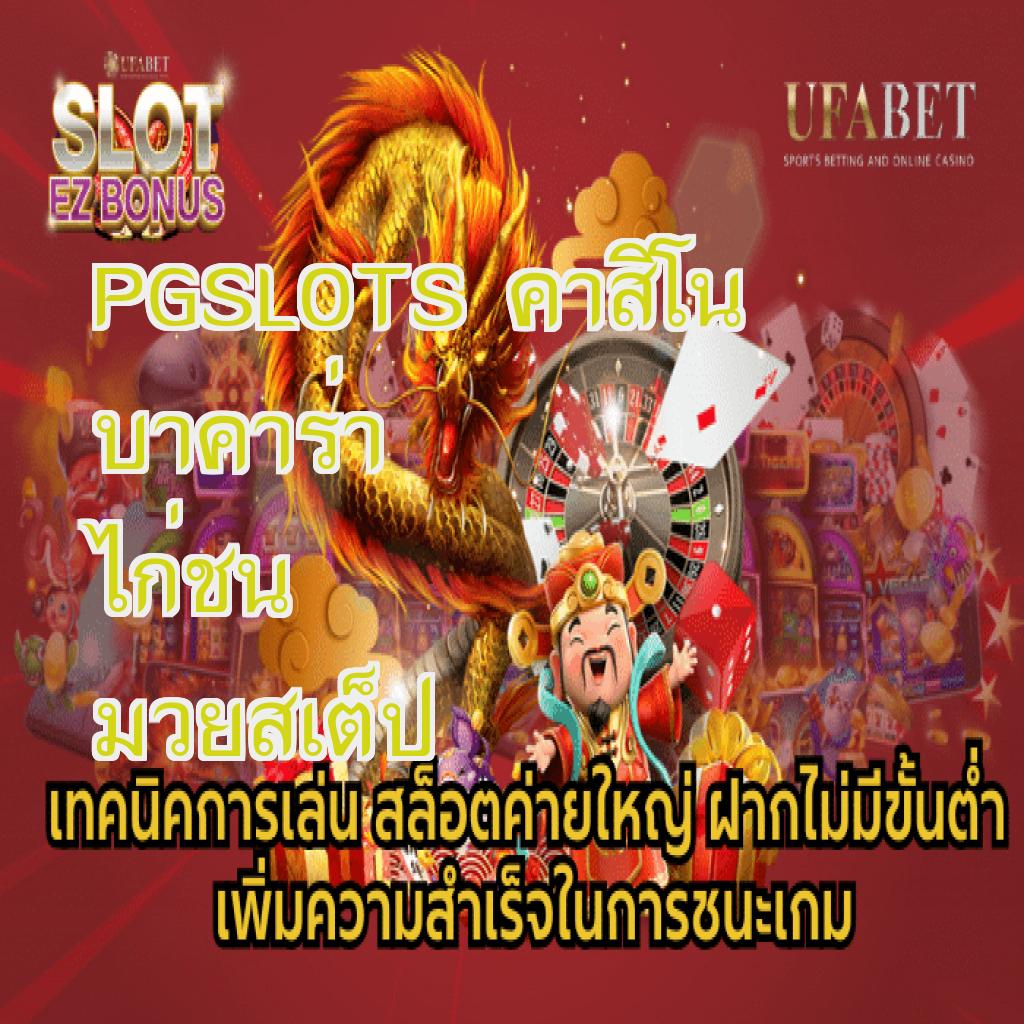 UFABET
SLOT
EZ BONUS
UFABET
SPORTS BETTING AND ONLINE CASINO
PGSLOTS คาสิโน
บาคาร่า
ไก่ชน
มวยสเต็ป
เทคนิคการเล่น สล็อตค่ายใหญ่ ฝากไม่มีขั้นต่ำ
เพิ่มความสำเร็จในการชนะเกม